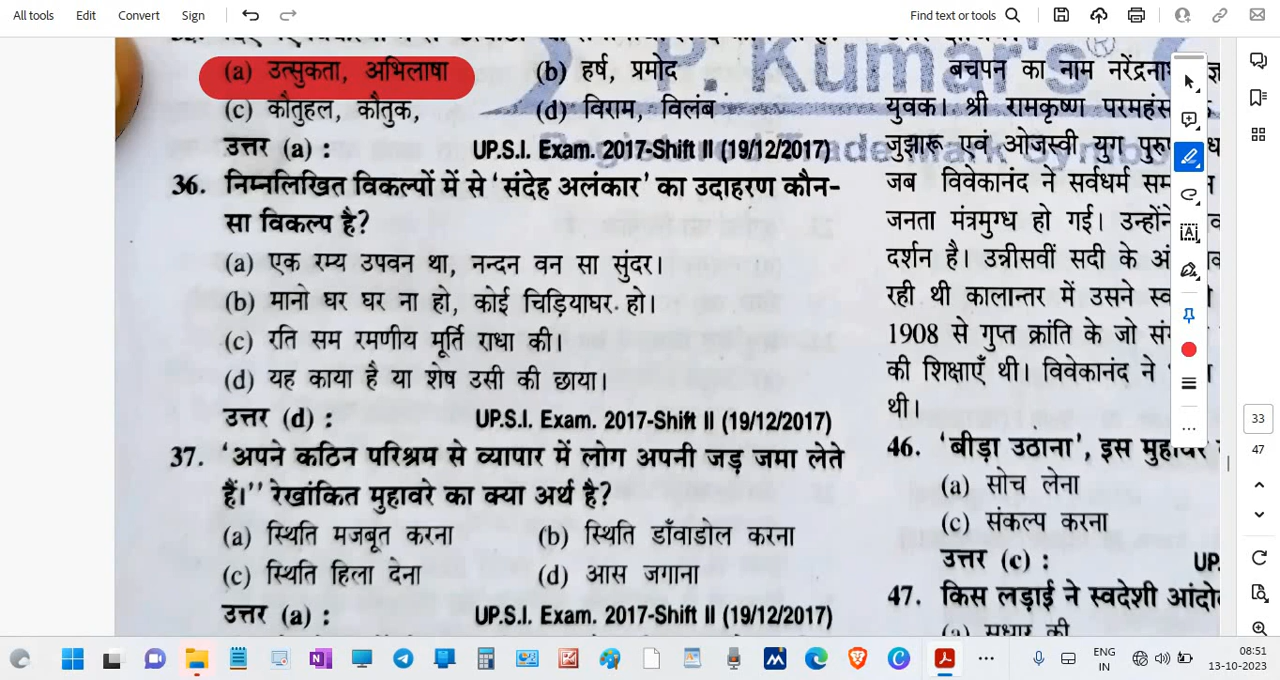 All tools Edit Convert Sign
Find text or tools
(a) उत्सुकता, अभिलाषा (b) हर्ष, प्रमोद
(c) कौतुहल, कौतुक, (d) विराम, विलंब
उत्तर (a) : UP.S.I. Exam. 2017-Shift II (19/12/2017)
36. निम्नलिखित विकल्पों में से 'संदेह अलंकार' का उदाहरण कौन-
सा विकल्प है?
(a) एक रम्य उपवन था, नन्दन वन सा सुंदर।
(b) मानो घर घर ना हो, कोई चिड़ियाघर हो।
(c) रति सम रमणीय मूर्ति राधा की।
(d) यह काया है या शेष उसी की छाया।
उत्तर (d) : UP.S.I. Exam. 2017-Shift II (19/12/2017)
37. 'अपने कठिन परिश्रम से व्यापार में लोग अपनी जड़ जमा लेते
हैं।'' रेखांकित मुहावरे का क्या अर्थ है?
(a) स्थिति मजबूत करना (b) स्थिति डाँवाडोल करना
(c) स्थिति हिला देना (d) आस जगाना
उत्तर (a) : UP.S.I. Exam. 2017-Shift II (19/12/2017)
P. Kumar's®
Registered Trade Mark
बचपन का नाम
युवक। श्री रामकृष्ण
जुझारू एवं ओजस्वी युग
जब विवेकानंद ने सर्वधर्म
जनता मंत्रमुग्ध हो गई। उन्होंने
दर्शन है। उन्नीसवीं सदी के
रही थी कालान्तर में उसने
1908 से गुप्त क्रांति के जो
की शिक्षाएँ थी। विवेकानंद ने
थी।
46. 'बीड़ा उठाना', इस
(a) सोच लेना
(c) संकल्प करना
उत्तर (c) : UP.
47. किस लड़ाई ने स्वदेशी
(a) सुधार की
33
47
ENG
IN
08:51
13-10-2023